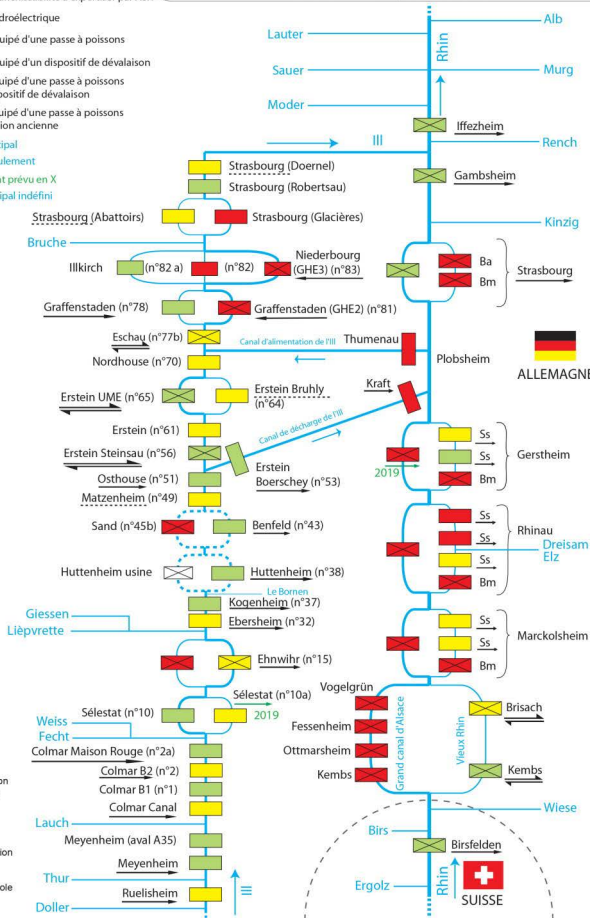 droélectrique
uipé d'une passe à poissons
uipé d'un dispositif de dévalaison
uipé d'une passe à poissons
positif de dévalaison
uipé d'une passe à poissons
ion ancienne
ipal
ulement
t prévu en X
ipal indéfini
Alb
Lauter
Rhin
Sauer
Murg
Moder
Iffezheim
Ill
Rench
Strasbourg (Doernel)
Strasbourg (Robertsau)
Gambsheim
Strasbourg (Abattoirs)
Strasbourg (Glacières)
Kinzig
Bruche
Illkirch
(n°82 a)
(n°82)
Niederbourg
(GHE3) (n°83)
Ba
Bm
Strasbourg
Graffenstaden (n°78)
Graffenstaden (GHE2) (n°81)
Eschau (n°77b)
Canal d'alimentation de l'Ill
Thumenau
Nordhouse (n°70)
Plobsheim
ALLEMAGNE
Erstein UME (n°65)
Erstein Bruhly
(n°64)
Kraft
Erstein (n°61)
Canal de décharge de l'Ill
Erstein Steinsau (n°56)
Ss
Ss
Bm
Gerstheim
2019
Osthouse (n°51)
Erstein
Boerschey (n°53)
Matzenheim (n°49)
Sand (n°45b)
Benfeld (n°43)
Ss
Ss
Ss
Bm
Rhinau
Dreisam
Elz
Huttenheim usine
Huttenheim (n°38)
Le Bornen
Kogenheim (n°37)
Giessen
Ebersheim (n°32)
Lièpvrette
Ss
Ss
Bm
Marckolsheim
Ehnwihr (n°15)
Sélestat (n°10a)
2019
Sélestat (n°10)
Vogelgrün
Fessenheim
Ottmarsheim
Kembs
Grand canal d'Alsace
Vieux Rhin
Brisach
Kembs
Weiss
Fecht
Colmar Maison Rouge (n°2a)
Colmar B2 (n°2)
Colmar B1 (n°1)
Colmar Canal
Wiese
Lauch
Birs
Meyenheim (aval A35)
Birsfelden
Meyenheim
Thur
Ill
Ergolz
Rhin
SUISSE
Ruelisheim
Doller
on
ion
ole